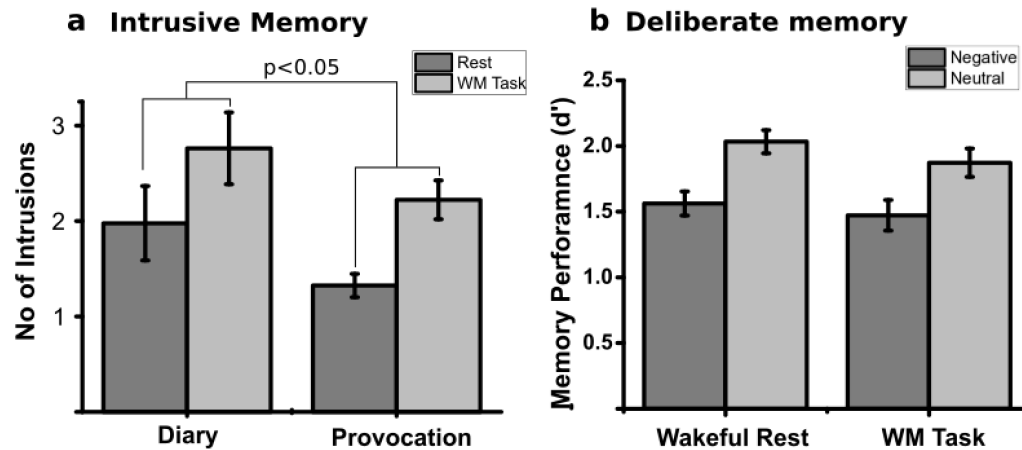 a Intrusive Memory
Rest
WM Task
p<0.05
No of Intrusions
3
2
1
Diary
Provocation
b Deliberate memory
Negative
Neutral
Memory Perforamnce (d')
2.5
2.0
1.5
1.0
0.5
Wakeful Rest
WM Task